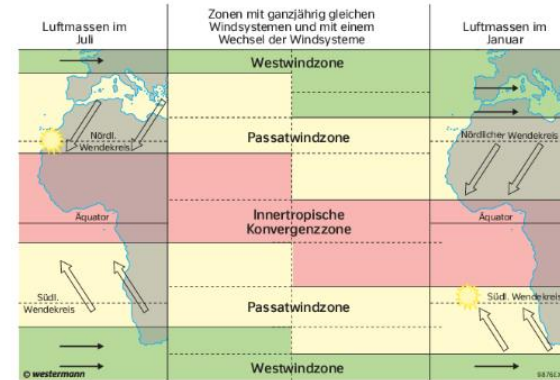 Luftmassen im
Juli
Zonen mit ganzjährig gleichen
Windsystemen und mit einem
Wechsel der Windsysteme
Luftmassen im
Januar
Westwindzone
Nördl.
Wendekreis
Passatwindzone
Nördlicher Wendekreis
Äquator
Innertropische
Konvergenzzone
Äquator
Südl.
Wendekreis
Passatwindzone
Südl. Wendekreis
Westwindzone
© westermann